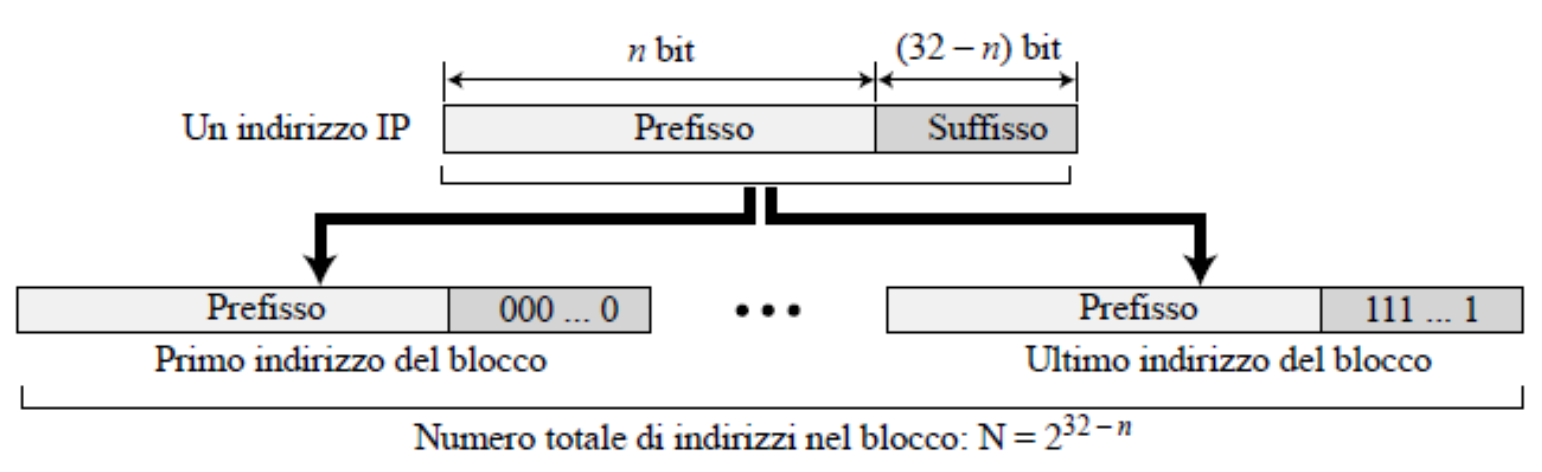 n bit (32 – n) bit
Un indirizzo IP Prefisso Suffisso
Prefisso 000 ... 0 ••• Prefisso 111 ... 1
Primo indirizzo del blocco Ultimo indirizzo del blocco
Numero totale di indirizzi nel blocco: N = 2^{32 – n}